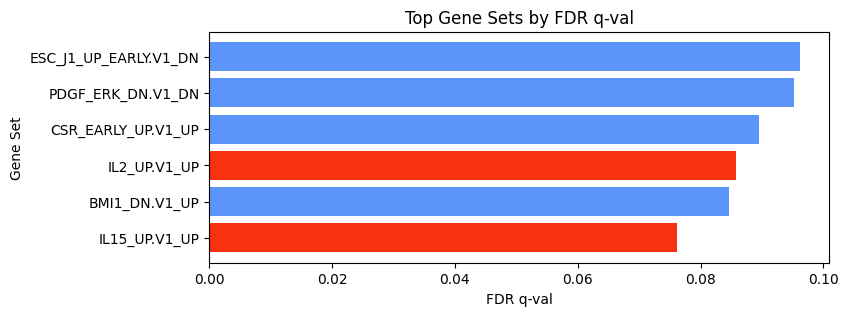 Top Gene Sets by FDR q-val
Gene Set
ESC_J1_UP_EARLY.V1_DN
PDGF_ERK_DN.V1_DN
CSR_EARLY_UP.V1_UP
IL2_UP.V1_UP
BMI1_DN.V1_UP
IL15_UP.V1_UP
0.00 0.02 0.04 0.06 0.08 0.10
FDR q-val